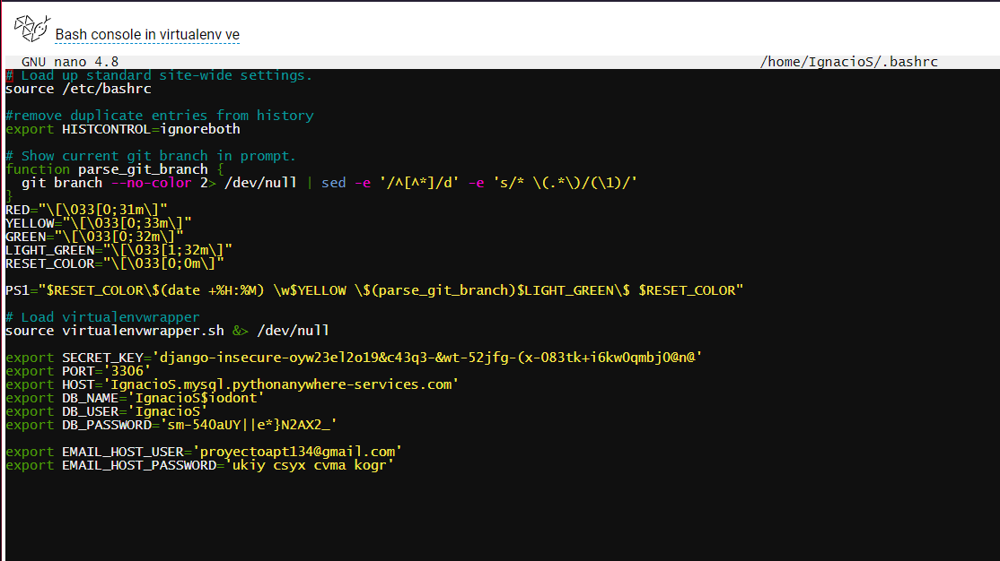 Bash console in virtualenv ve
GNU nano 4.8 /home/IgnacioS/.bashrc
# Load up standard site-wide settings.
source /etc/bashrc
#remove duplicate entries from history
export HISTCONTROL=ignoreboth
# Show current git branch in prompt.
function parse_git_branch {
  git branch --no-color 2> /dev/null | sed -e '/^[^*]/d' -e 's/* \(.*\)/(\1)/'
}
RED="\[\033[0;31m\]"
YELLOW="\[\033[0;33m\]"
GREEN="\[\033[0;32m\]"
LIGHT_GREEN="\[\033[1;32m\]"
RESET_COLOR="\[\033[0;0m\]"
PS1="$RESET_COLOR\$(date +%H:%M) \w$YELLOW \$(parse_git_branch)$LIGHT_GREEN\$ $RESET_COLOR"
# Load virtualenvwrapper
source virtualenvwrapper.sh &> /dev/null
export SECRET_KEY='django-insecure-oyw23el2o19&c43q3-&wt-52jfg-(x-083tk+i6kw0qmbj0@n@'
export PORT='3306'
export HOST='IgnacioS.mysql.pythonanywhere-services.com'
export DB_NAME='IgnacioS$iodont'
export DB_USER='IgnacioS'
export DB_PASSWORD='sm-540aUY||e*}N2AX2_'
export EMAIL_HOST_USER='proyectoapt134@gmail.com'
export EMAIL_HOST_PASSWORD='ukiy csyx cvma kogr'